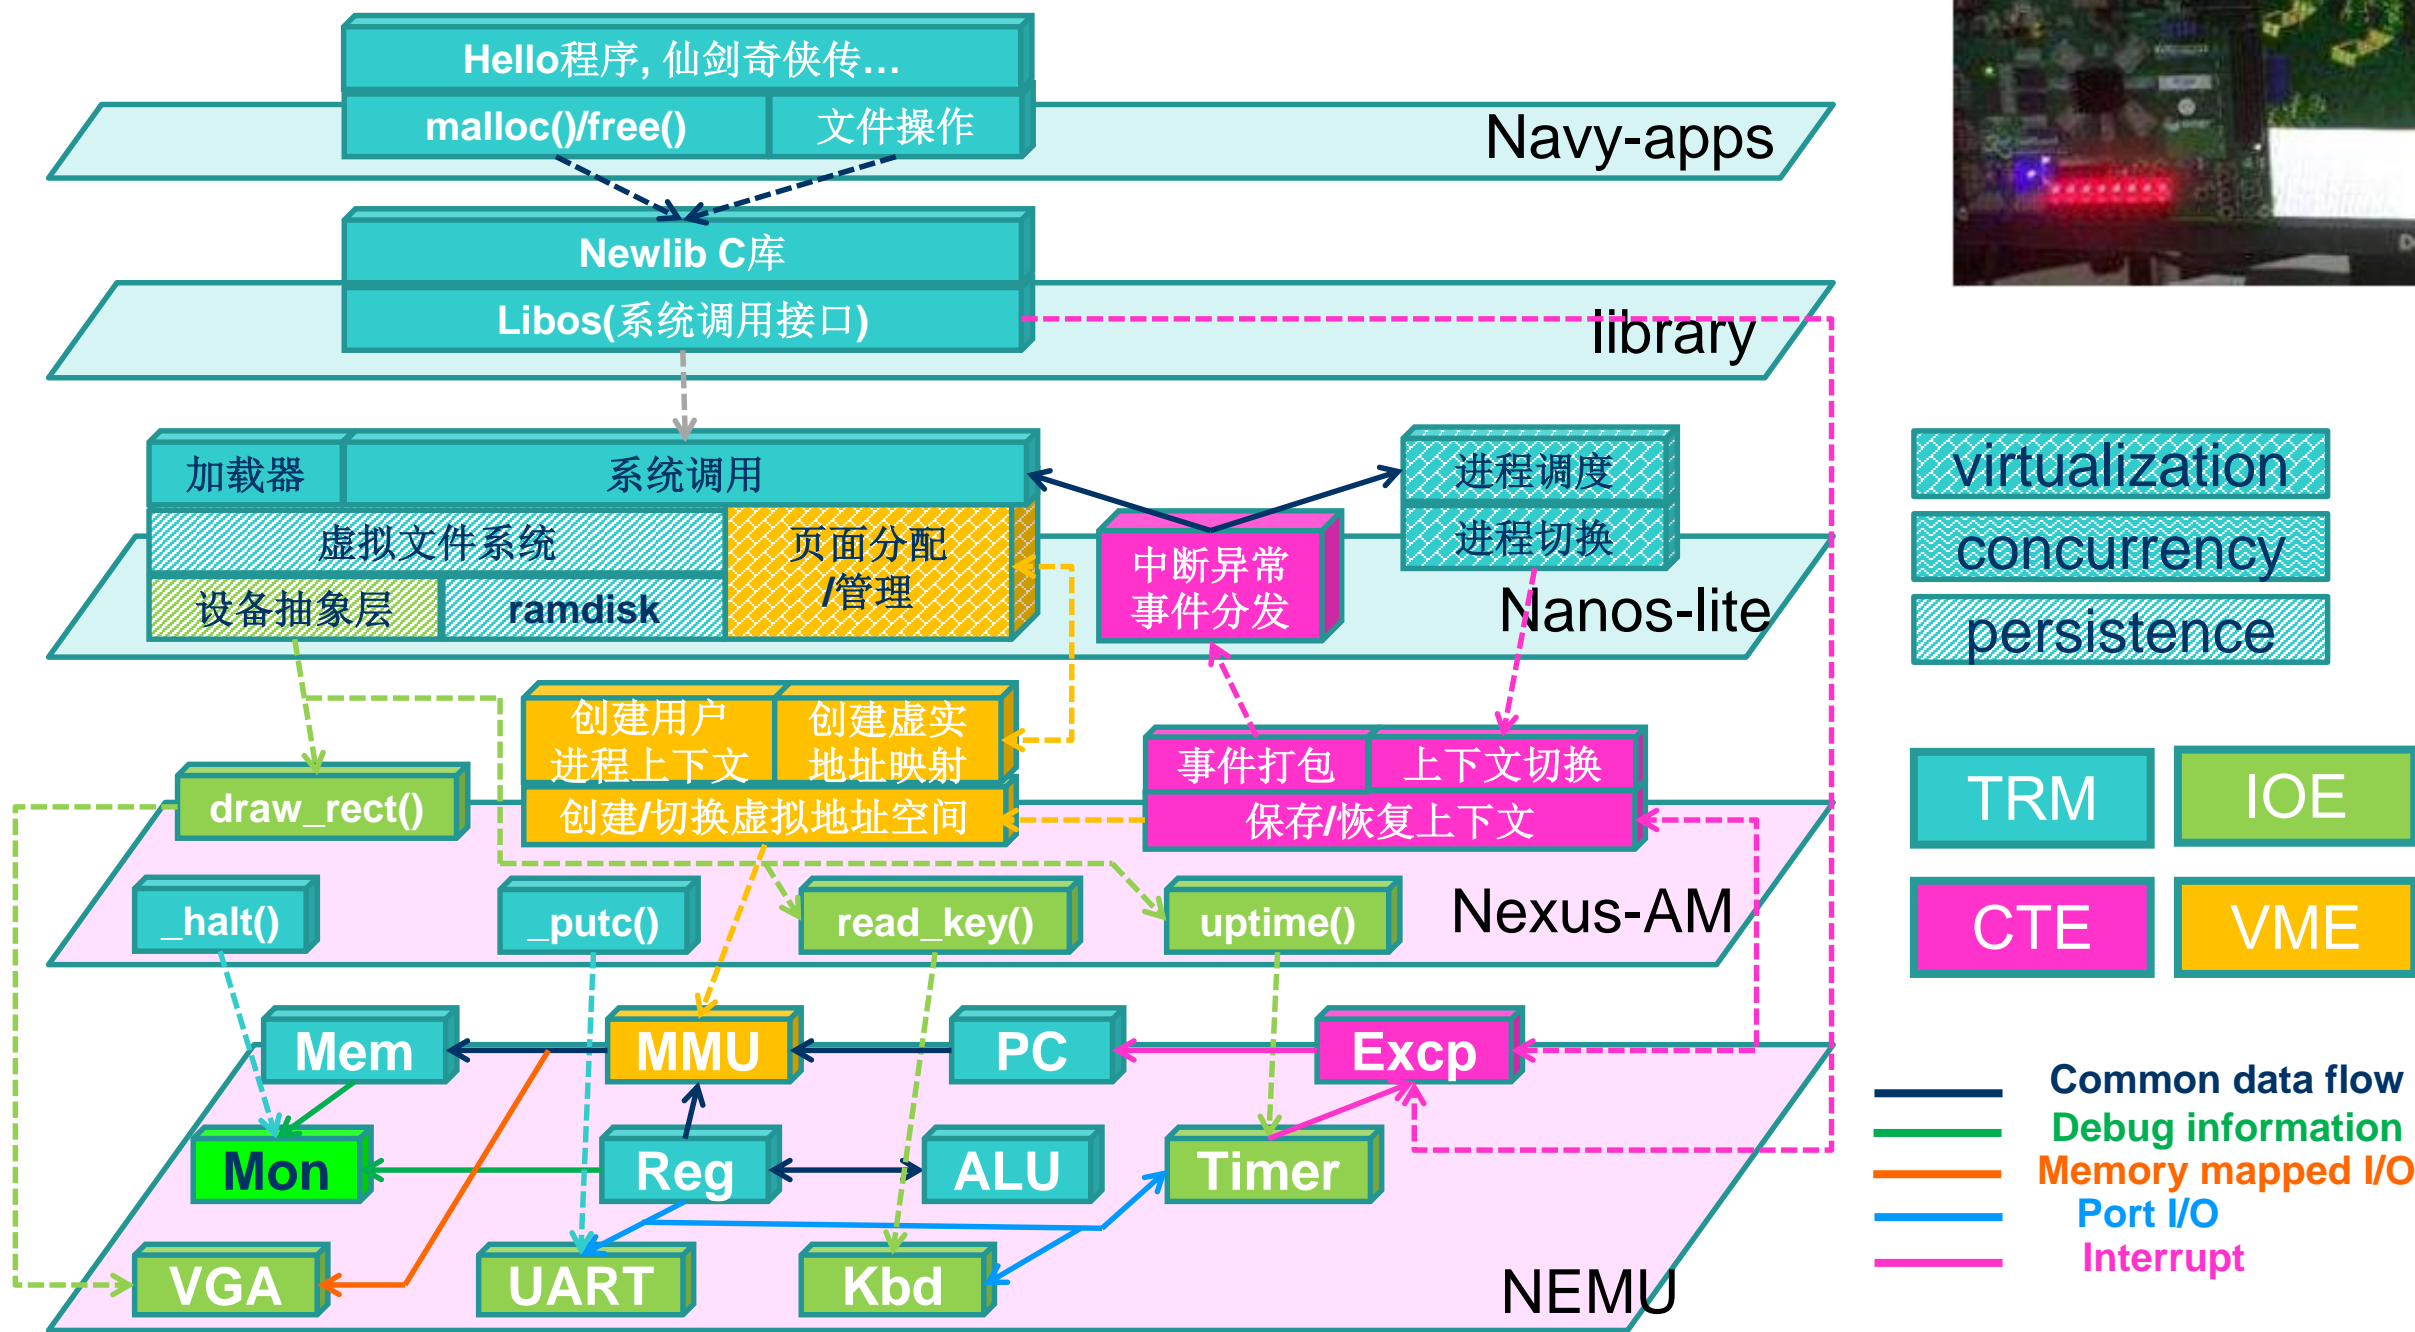 Hello程序, 仙剑奇侠传…
malloc()/free()
文件操作
Navy-apps
Newlib C库
Libos(系统调用接口)
library
加载器
系统调用
进程调度
虚拟文件系统
页面分配
/管理
进程切换
中断异常
事件分发
设备抽象层
ramdisk
Nanos-lite
virtualization
concurrency
persistence
创建用户
进程上下文
创建虚实
地址映射
事件打包
上下文切换
draw_rect()
创建/切换虚拟地址空间
保存/恢复上下文
TRM
IOE
_halt()
_putc()
read_key()
uptime()
Nexus-AM
CTE
VME
Mem
MMU
PC
Excp
Mon
Reg
ALU
Timer
VGA
UART
Kbd
NEMU
Common data flow
Debug information
Memory mapped I/O
Port I/O
Interrupt